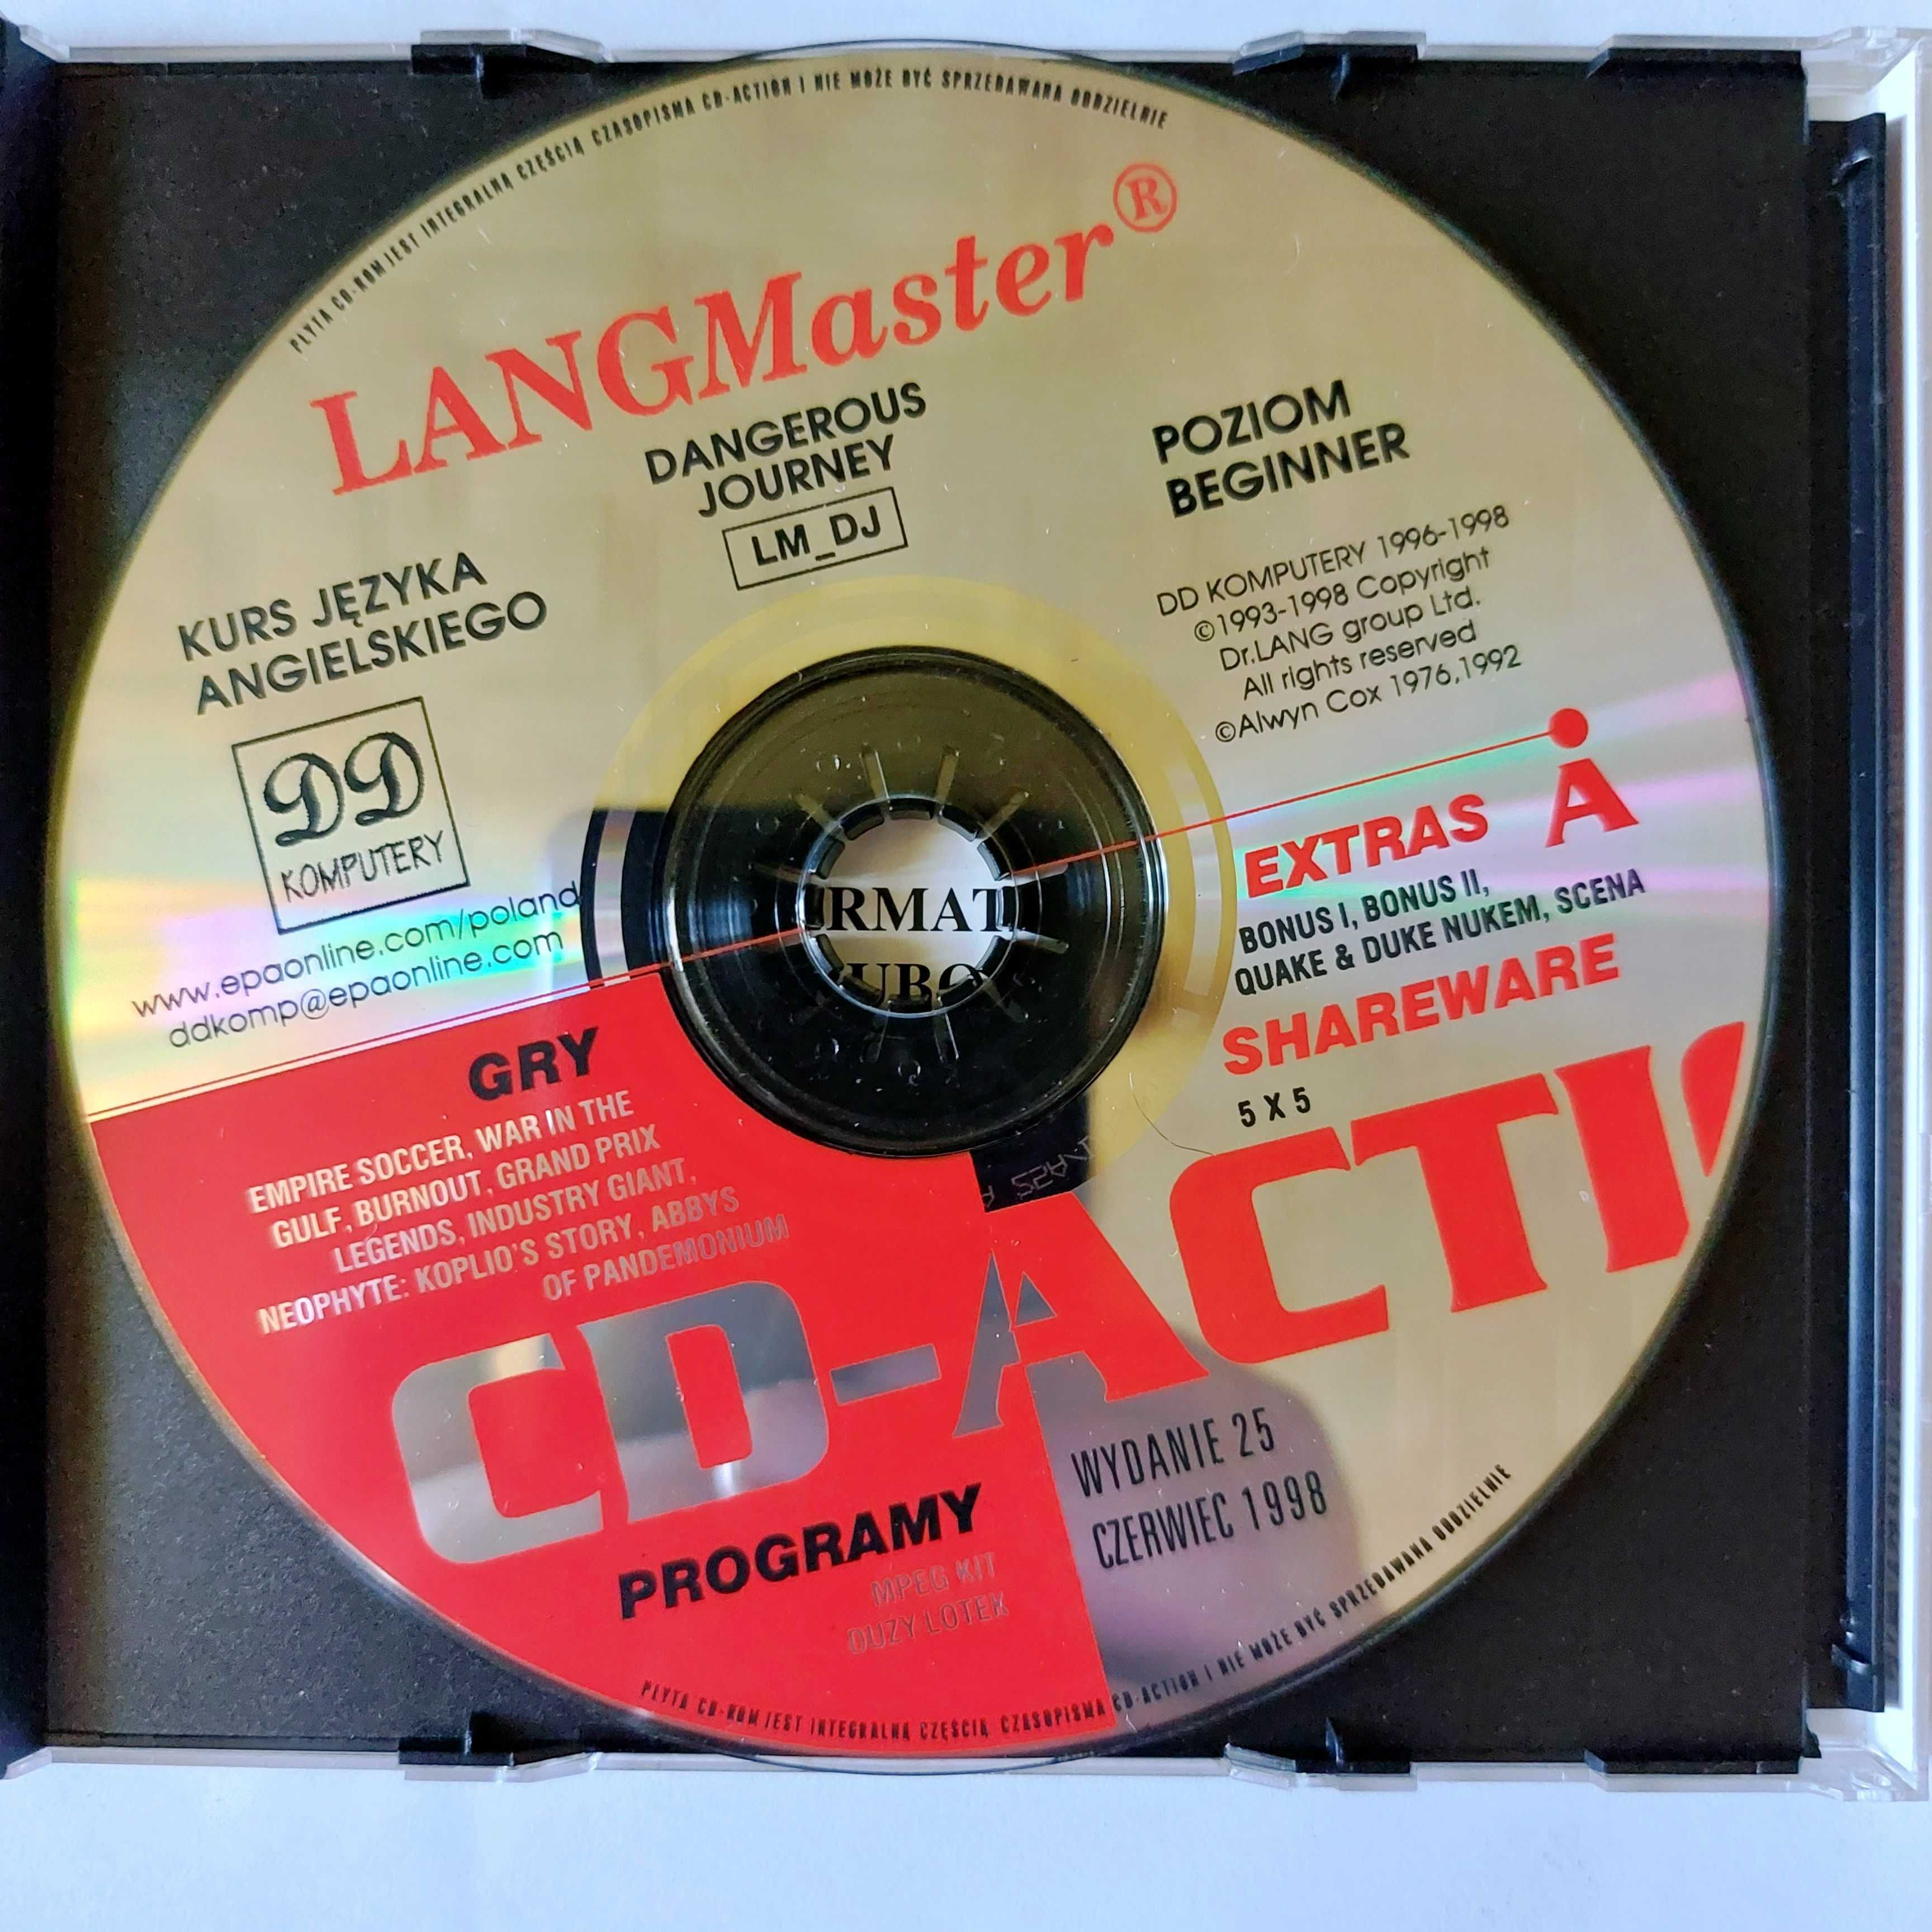 PŁYTA CD-ROM JEST INTEGRALNĄ CZĘŚCIĄ CZASOPISMA CD-ACTION I NIE MOŻE BYĆ SPRZEDAWANA ODDZIELNIE
LANGMaster®
DANGEROUS
JOURNEY
LM_DJ
POZIOM
BEGINNER
KURS JĘZYKA
ANGIELSKIEGO
DD KOMPUTERY 1996-1998
©1993-1998 Copyright
Dr.LANG group Ltd.
All rights reserved
©Alwyn Cox 1976,1992
DD
KOMPUTERY
www.epaonline.com/poland
ddkomp@epaonline.com
RMAT
UBO
EXTRAS A
BONUS I, BONUS II,
QUAKE & DUKE NUKEM, SCENA
SHAREWARE
5 X 5
GRY
EMPIRE SOCCER, WAR IN THE
GULF, BURNOUT, GRAND PRIX
LEGENDS, INDUSTRY GIANT,
NEOPHYTE: KOPLIO'S STORY, ABBYS
OF PANDEMONIUM
CD-ACTIO
PROGRAMY
MPEG KIT
DUZY LOTEK
WYDANIE 25
CZERWIEC 1998
PŁYTA CD-ROM JEST INTEGRALNĄ CZĘŚCIĄ CZASOPISMA CD-ACTION I NIE MOŻE BYĆ SPRZEDAWANA ODDZIELNIE